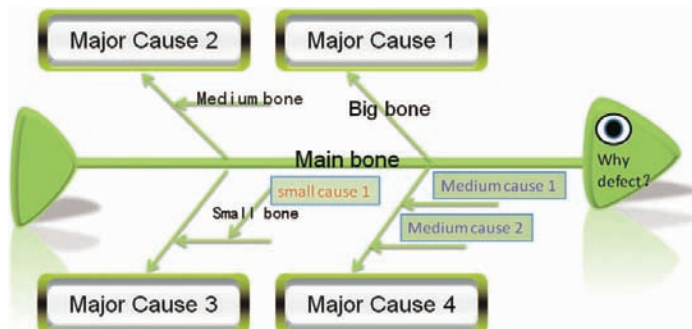 Major Cause 2
Major Cause 1
Medium bone
Big bone
Main bone
Why
defect?
small cause 1
Medium cause 1
Small bone
Medium cause 2
Major Cause 3
Major Cause 4